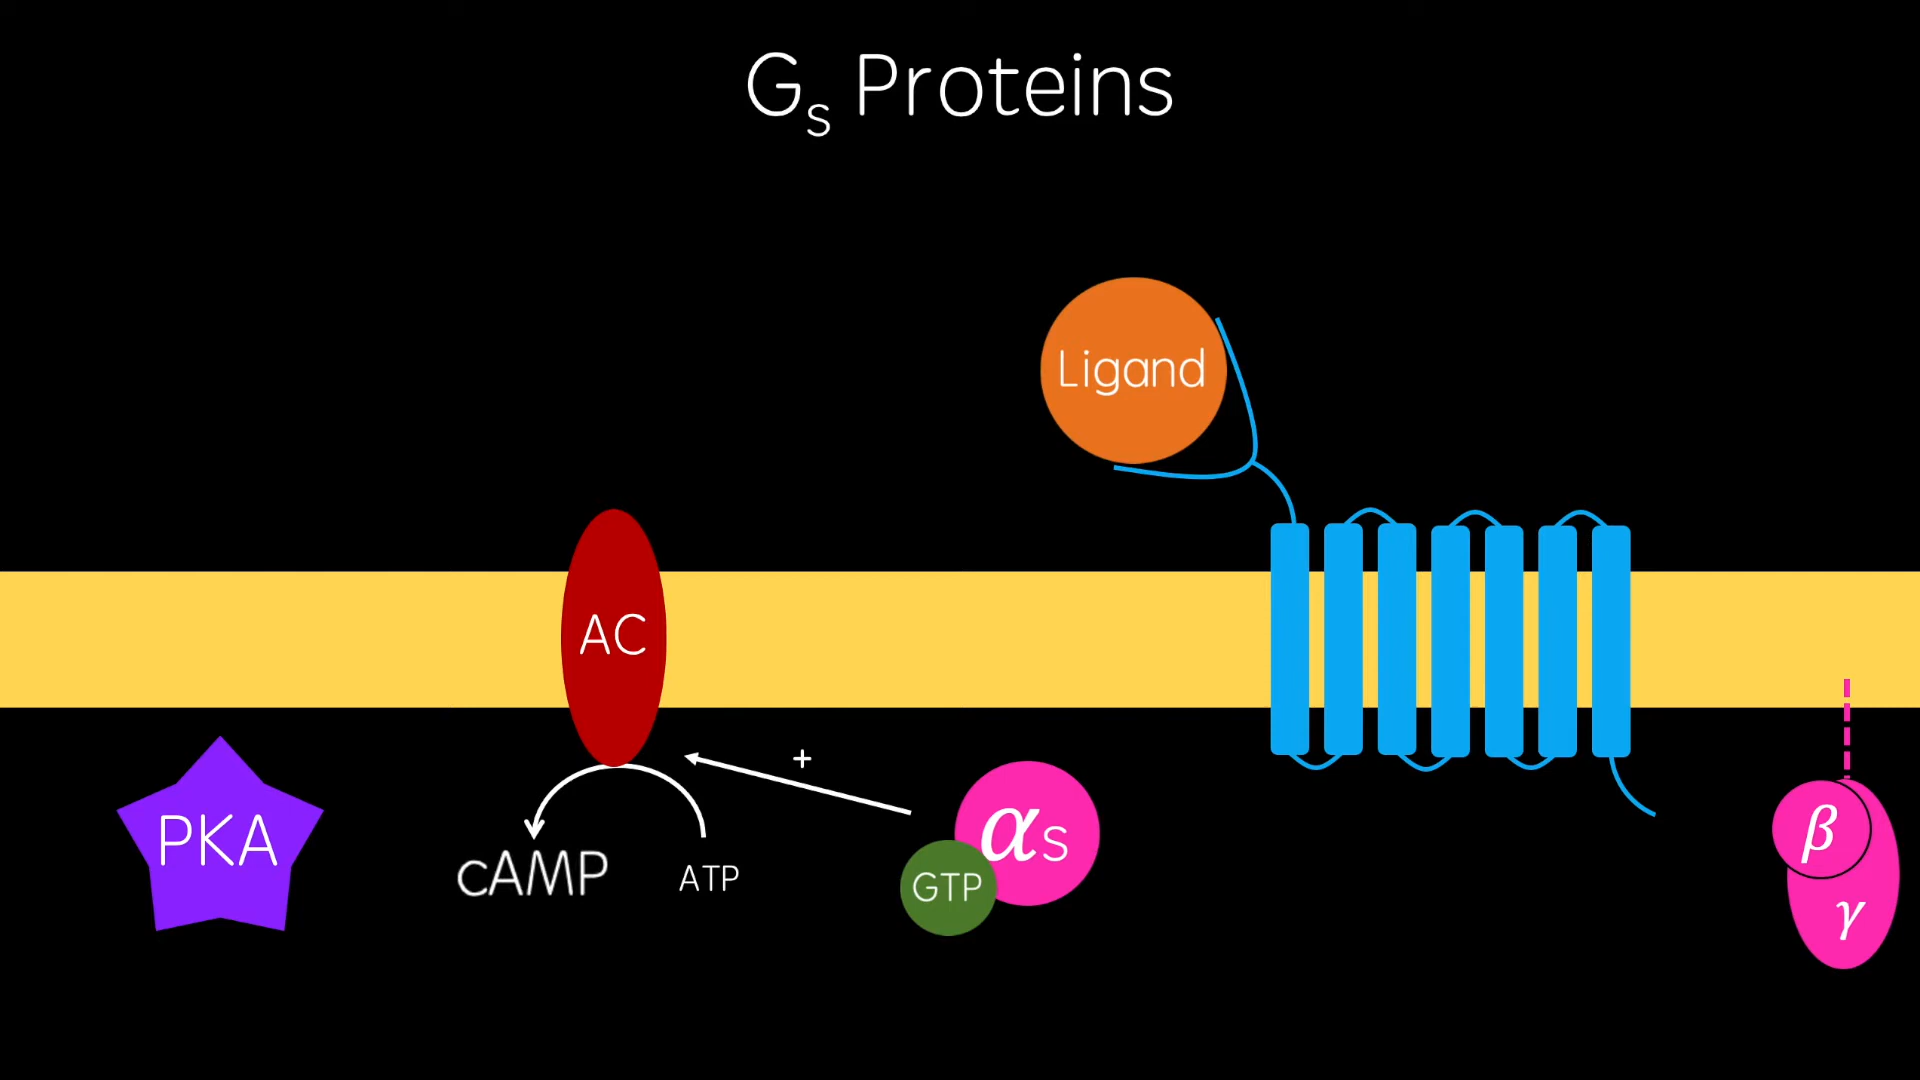 Gₛ Proteins
Ligand
AC
+
PKA
cAMP
ATP
GTP
αs
β
γ